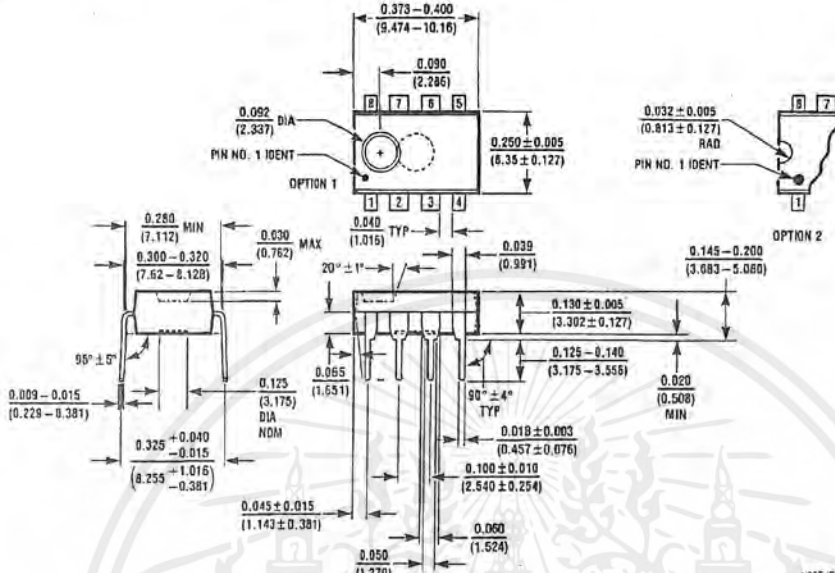 0.373-0.400
(9.474-10.16)
0.090
(2.286)
8 7 6 5
0.092 DIA
(2.337)
PIN NO. 1 IDENT
OPTION 1
0.250±0.005
(6.35±0.127)
1 2 3 4
0.032±0.005
(0.813±0.127)
RAD
PIN NO. 1 IDENT
8 7
1
OPTION 2
0.280 MIN
(7.112)
0.300-0.320
(7.62-8.128)
0.030 MAX
(0.762)
0.040 TYP
(1.016)
20°±1°
0.039
(0.991)
0.145-0.200
(3.683-5.080)
0.130±0.005
(3.302±0.127)
95°±5°
0.125
(3.175)
DIA
NOM
0.065
(1.651)
0.125-0.140
(3.175-3.556)
90°±4°
TYP
0.020
(0.508)
MIN
0.009-0.015
(0.229-0.381)
0.325 +0.040 -0.015
(8.255 +1.016 -0.381)
0.018±0.003
(0.457±0.076)
0.100±0.010
(2.540±0.254)
0.045±0.015
(1.143±0.381)
0.060
(1.524)
0.050